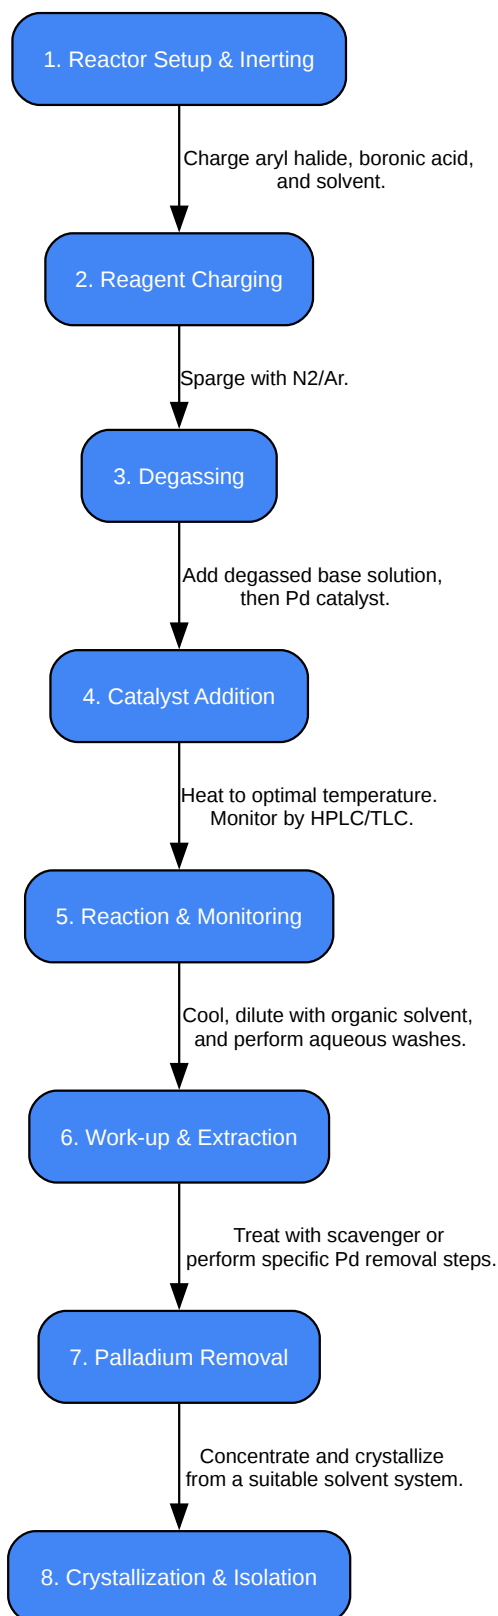 1. Reactor Setup & Inerting
Charge aryl halide, boronic acid,
and solvent.
2. Reagent Charging
Sparge with N2/Ar.
3. Degassing
Add degassed base solution,
then Pd catalyst.
4. Catalyst Addition
Heat to optimal temperature.
Monitor by HPLC/TLC.
5. Reaction & Monitoring
Cool, dilute with organic solvent,
and perform aqueous washes.
6. Work-up & Extraction
Treat with scavenger or
perform specific Pd removal steps.
7. Palladium Removal
Concentrate and crystallize
from a suitable solvent system.
8. Crystallization & Isolation